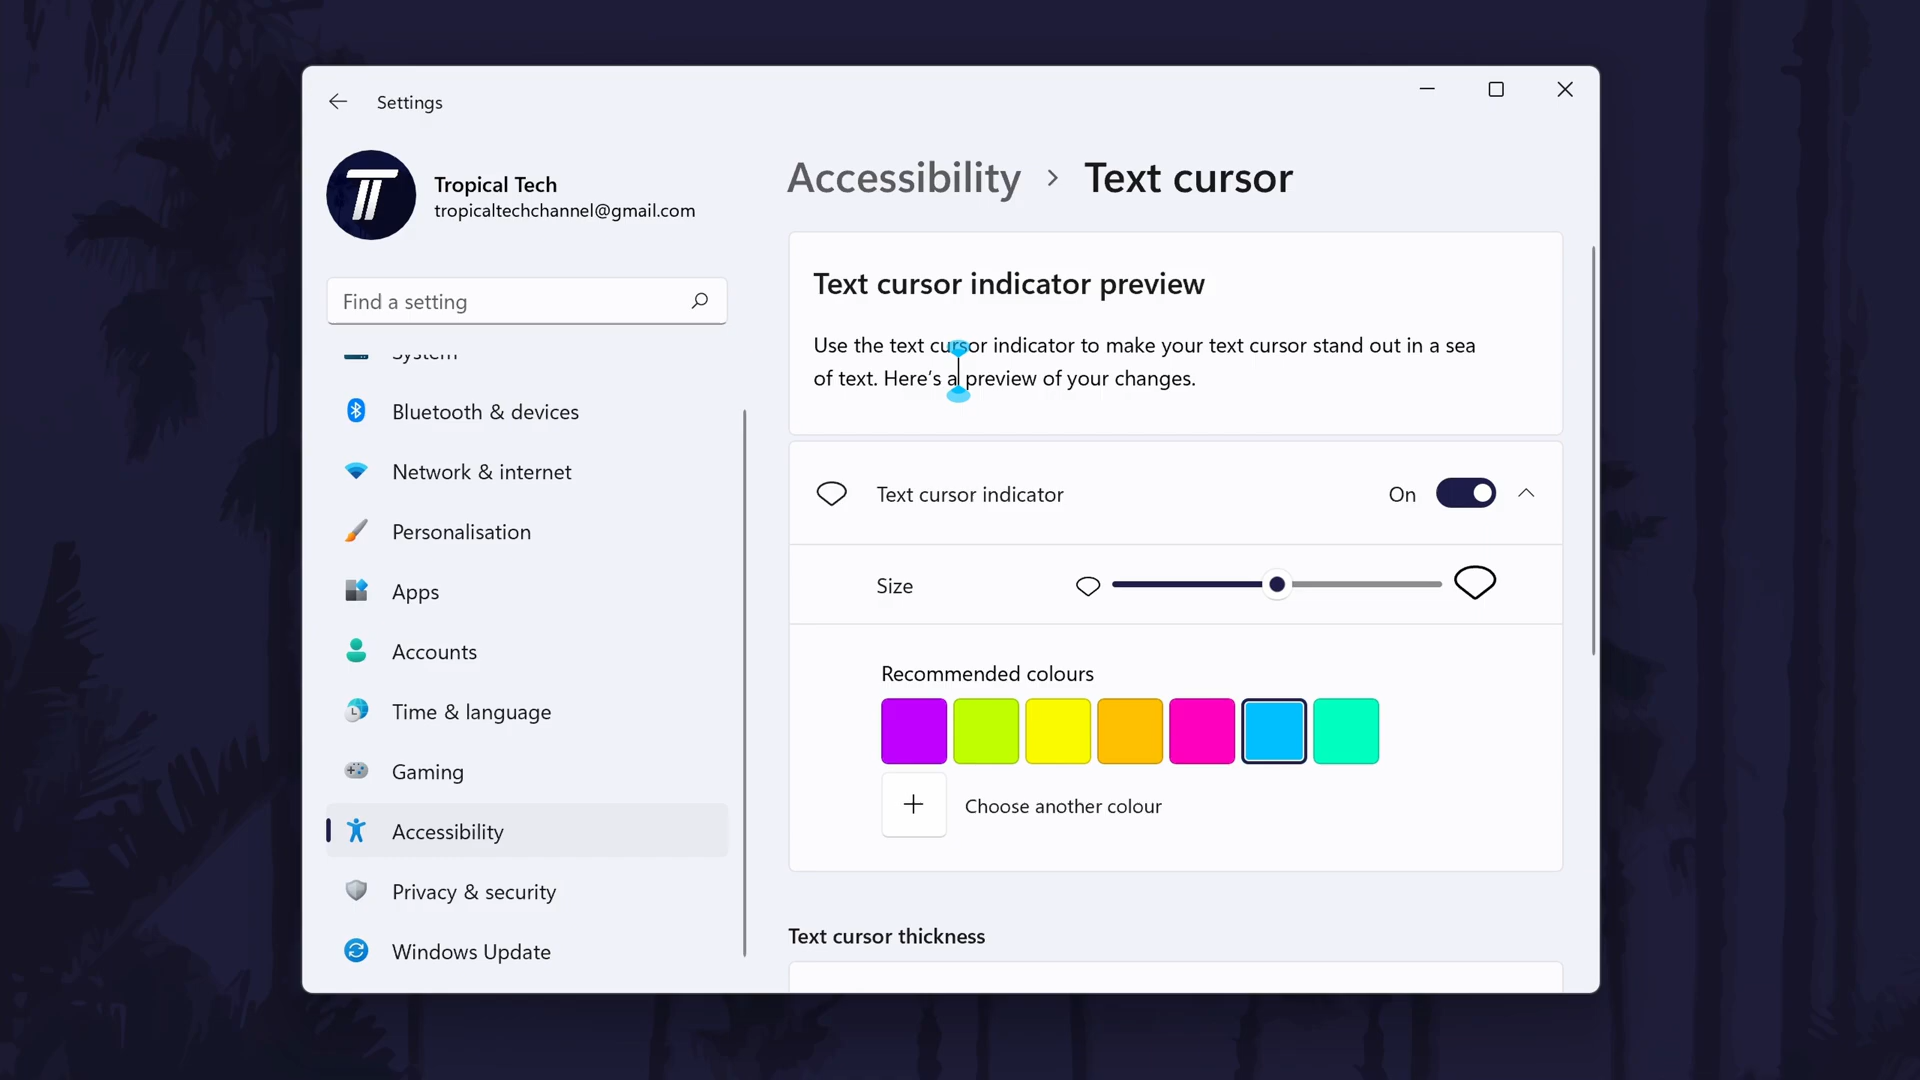 Settings
Tropical Tech
tropicaltechchannel@gmail.com
Find a setting
System
Bluetooth & devices
Network & internet
Personalisation
Apps
Accounts
Time & language
Gaming
Accessibility
Privacy & security
Windows Update
Accessibility > Text cursor
Text cursor indicator preview
Use the text cursor indicator to make your text cursor stand out in a sea
of text. Here's a preview of your changes.
Text cursor indicator
On
Size
Recommended colours
Choose another colour
Text cursor thickness